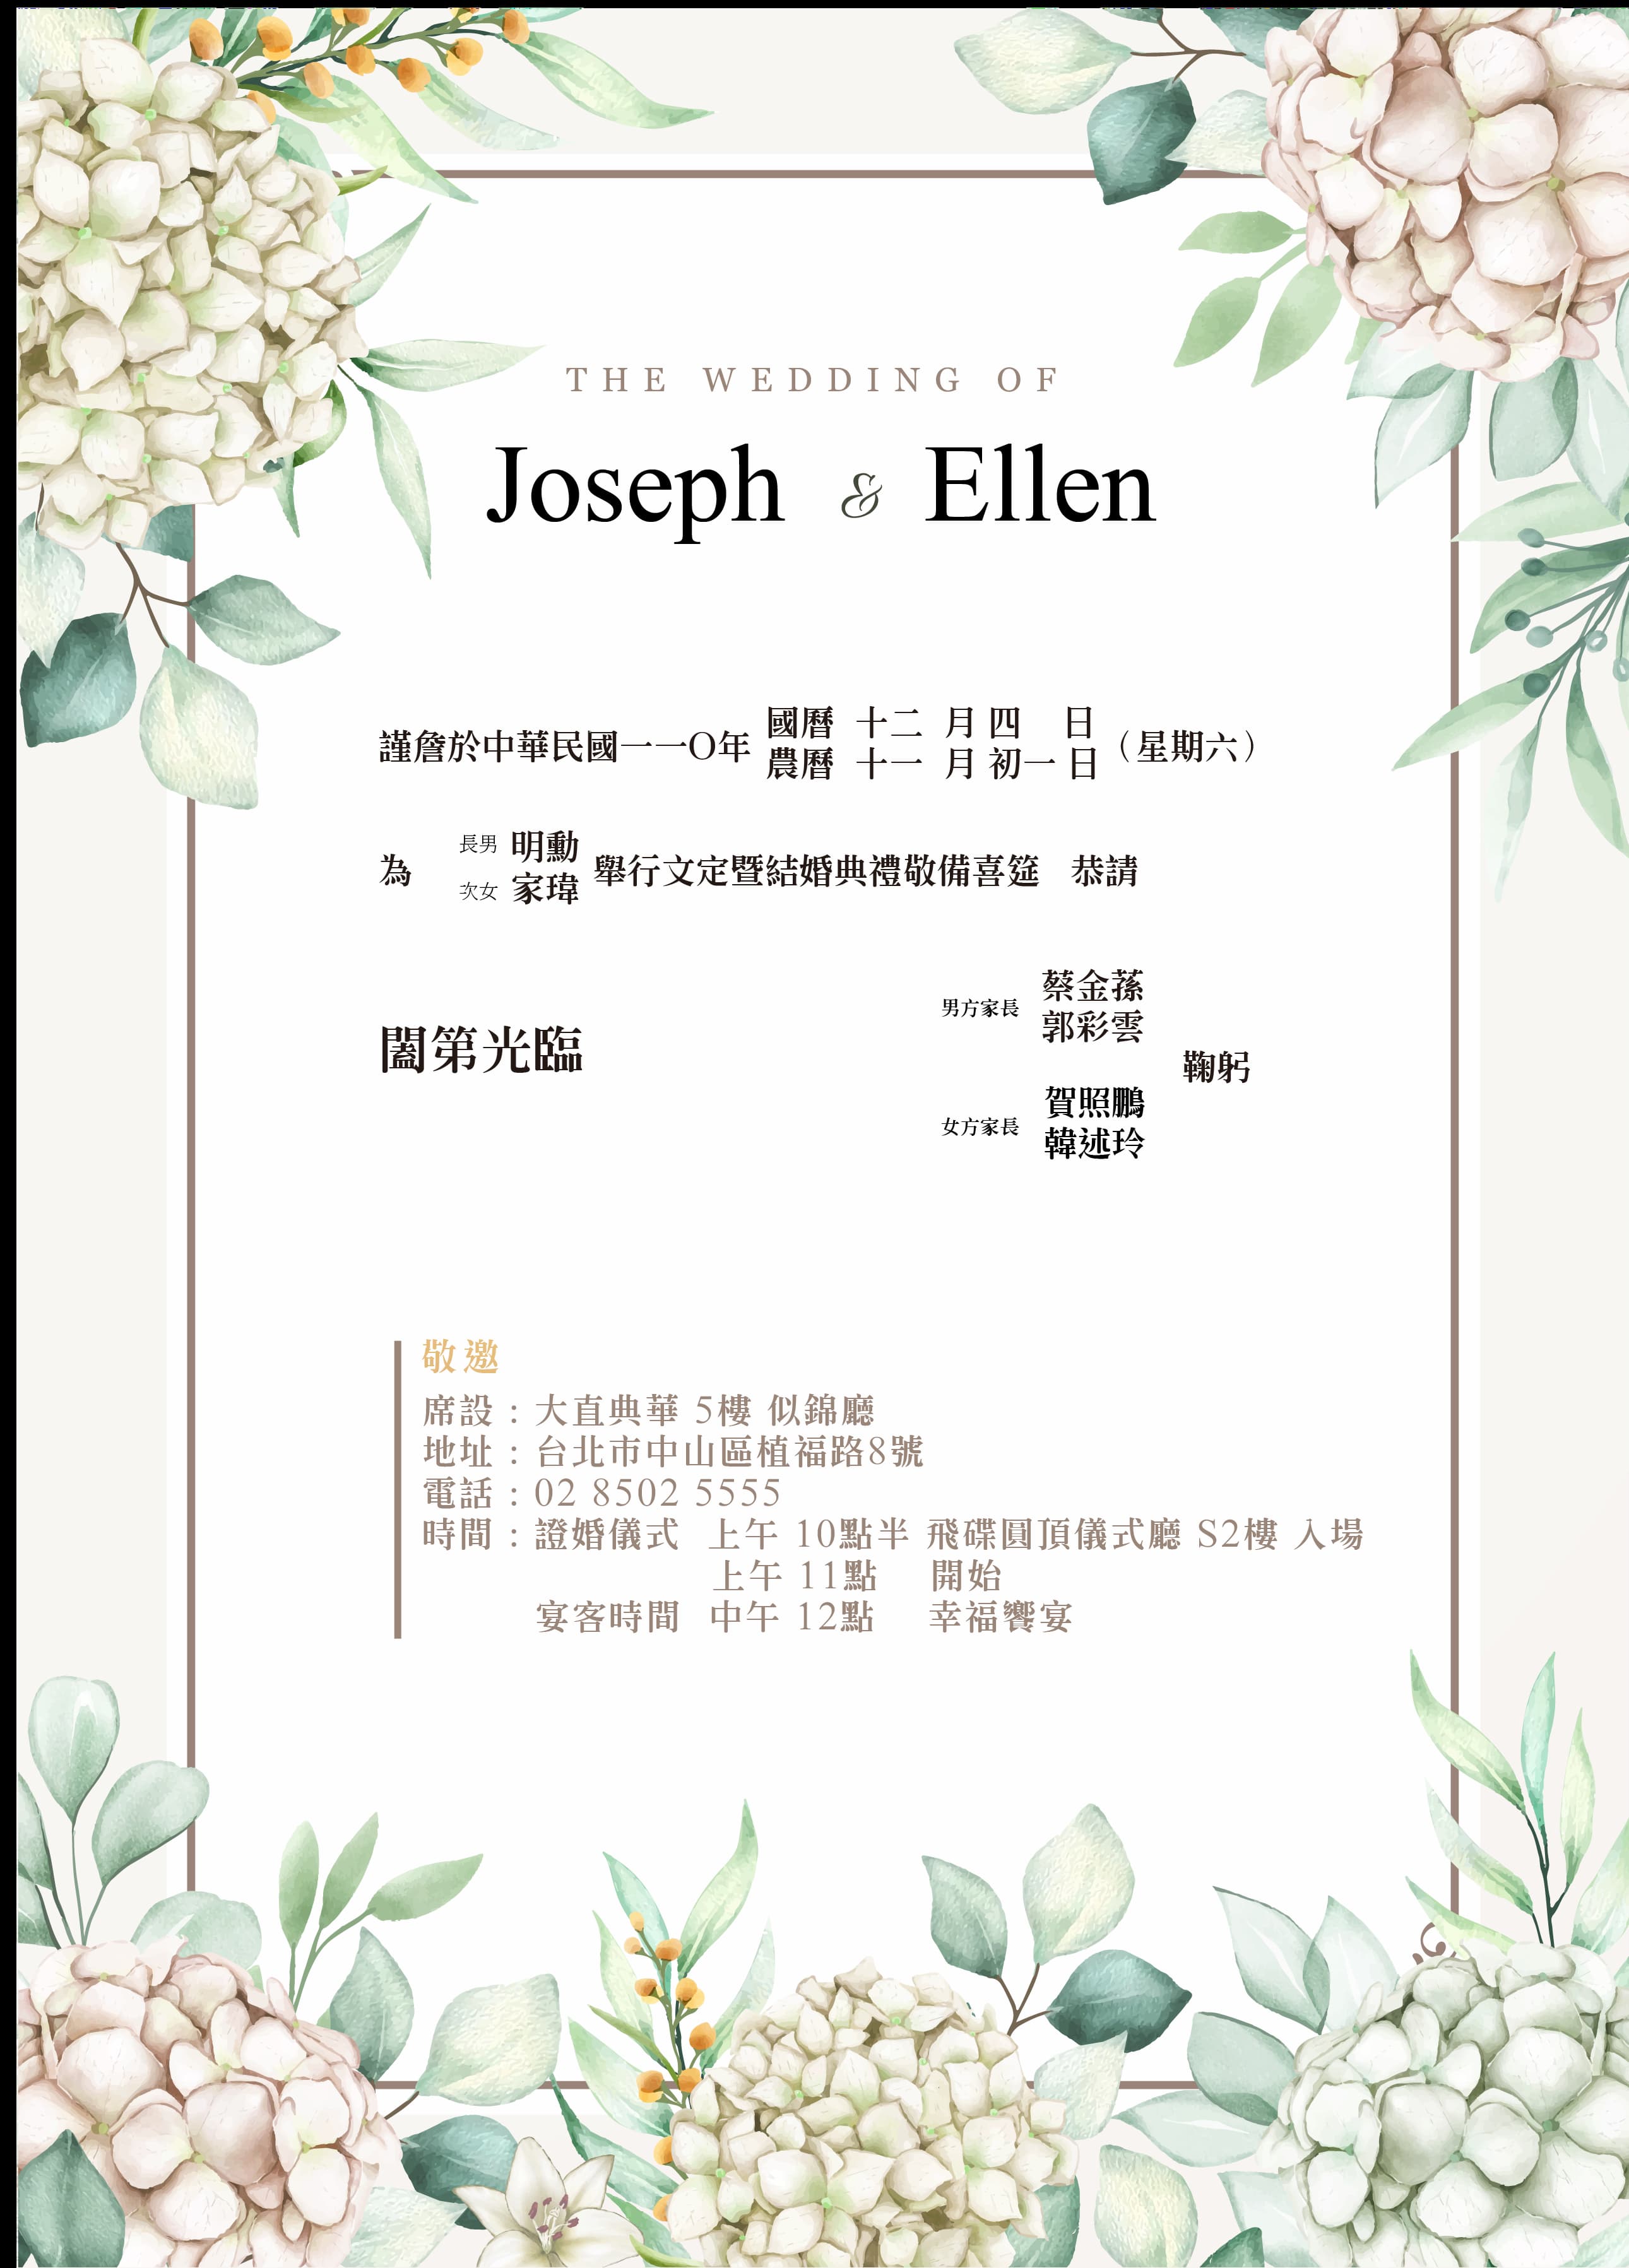 THE WEDDING OF
Joseph & Ellen
謹詹於中華民國一一O年 國曆 十二 月 四 日 (星期六)
農曆 十一 月 初一 日
為 長男 明勳 舉行文定暨結婚典禮敬備喜筵 恭請
次女 家瑋
闔第光臨
男方家長 蔡金蓀
郭彩雲
鞠躬
女方家長 賀照鵬
韓述玲
敬邀
席設:大直典華 5樓 似錦廳
地址:台北市中山區植福路8號
電話:02 8502 5555
時間:證婚儀式 上午 10點半 飛碟圓頂儀式廳 S2樓 入場
上午 11點 開始
宴客時間 中午 12點 幸福饗宴